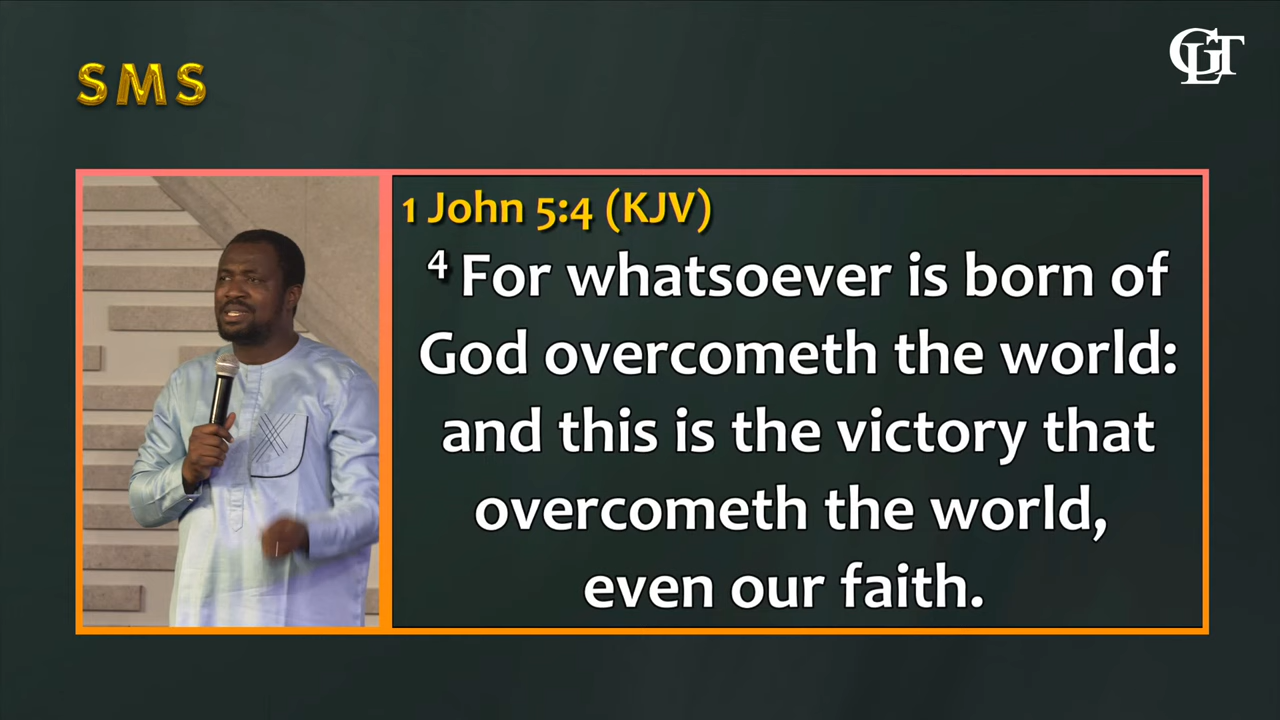 SMS
GLT
1 John 5:4 (KJV)
4 For whatsoever is born of
God overcometh the world:
and this is the victory that
overcometh the world,
even our faith.